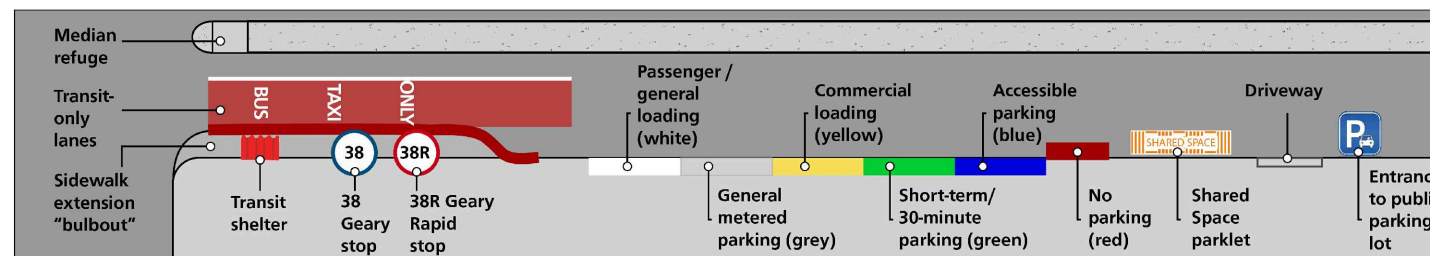 Median
refuge
Transit-
only
lanes
Sidewalk
extension
“bulbout”
BUS
TAXI
ONLY
Transit
shelter
38
38
Geary
stop
38R
38R Geary
Rapid
stop
Passenger /
general
loading
(white)
General
metered
parking (grey)
Commercial
loading
(yellow)
Short-term/
30-minute
parking (green)
Accessible
parking
(blue)
No
parking
(red)
SHARED SPACE
Shared
Space
parklet
Driveway
P
Entranc
to publi
parking
lot